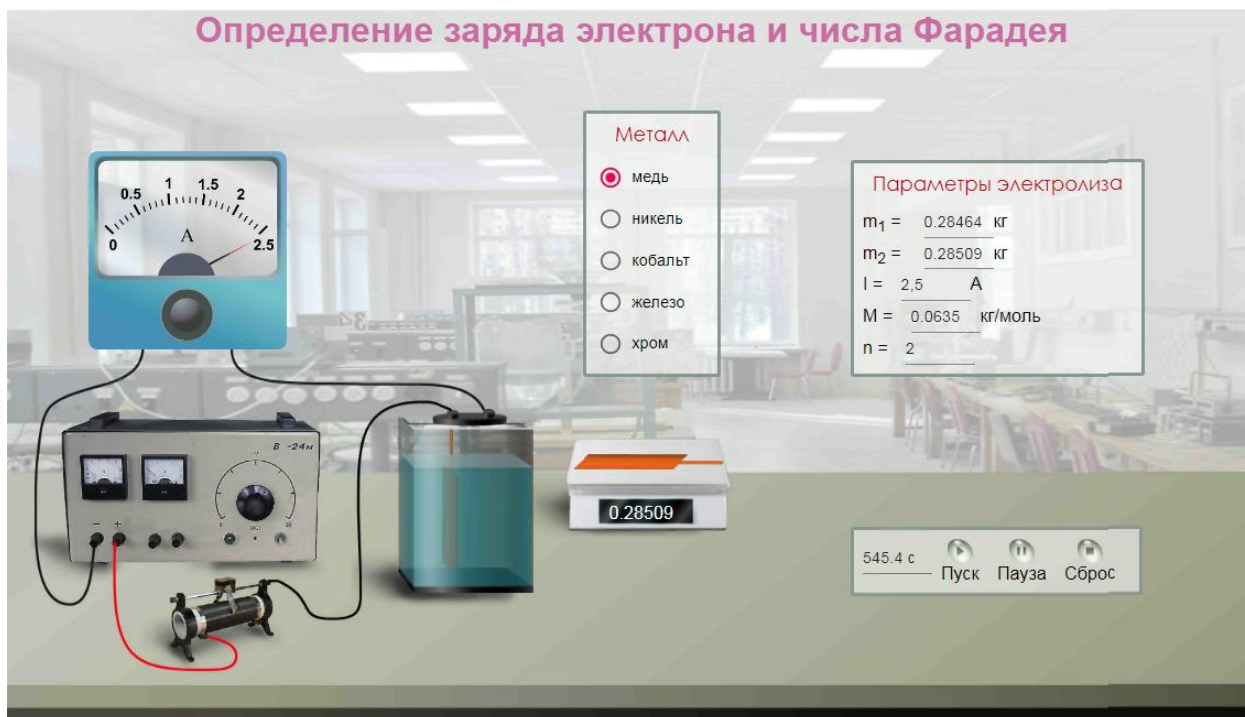 Определение заряда электрона и числа Фарадея
Металл
медь
никель
кобальт
железо
хром
Параметры электролиза
m1 = 0.28464 кг
m2 = 0.28509 кг
I = 2,5 А
M = 0.0635 кг/моль
n = 2
0 0.5 1 1.5 2 2.5
А
В -24м
0.28509
545.4 с
Пуск Пауза Сброс